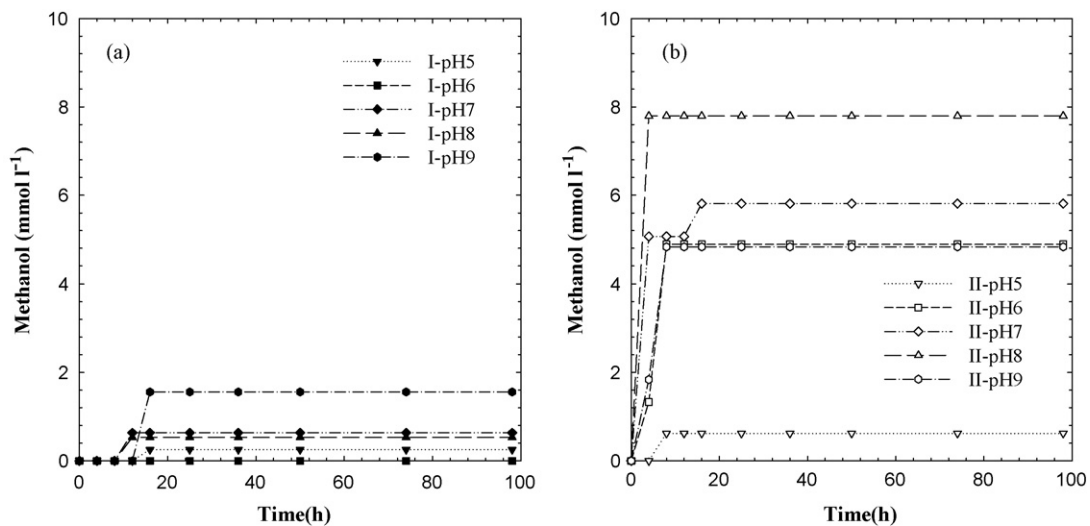 (a)
I-pH5
I-pH6
I-pH7
I-pH8
I-pH9
Methanol (mmol l⁻¹)
10
8
6
4
2
0
0 20 40 60 80 100
Time(h)
(b)
II-pH5
II-pH6
II-pH7
II-pH8
II-pH9
Methanol (mmol l⁻¹)
10
8
6
4
2
0
0 20 40 60 80 100
Time(h)